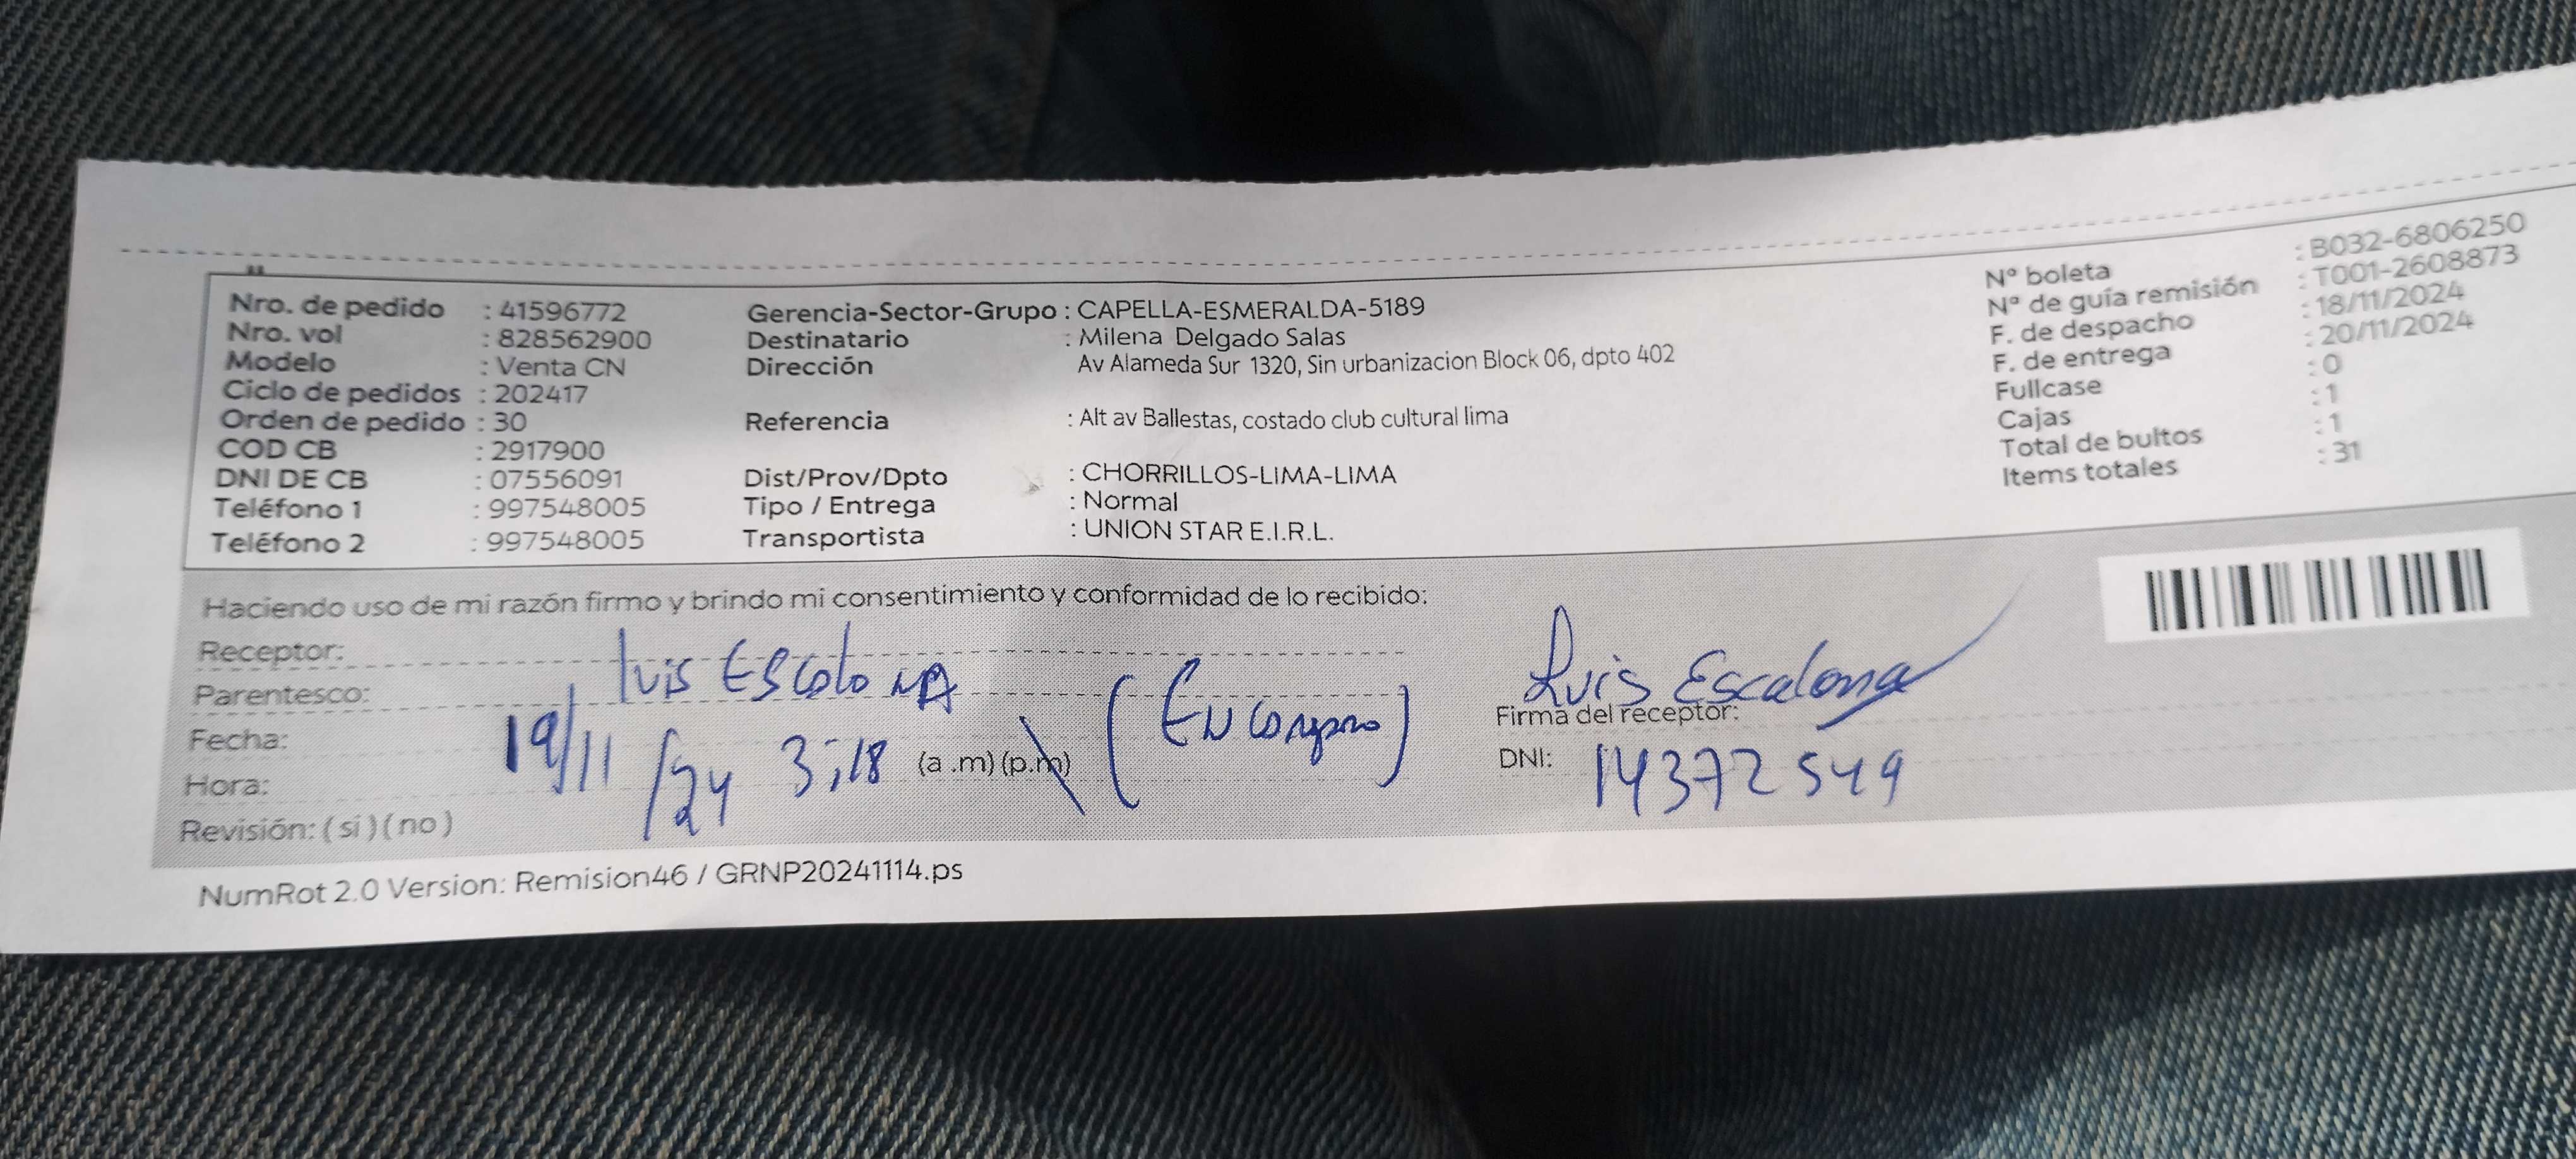 Nro. de pedido : 41596772
Nro. vol : 828562900
Modelo : Venta CN
Ciclo de pedidos : 202417
Orden de pedido : 30
COD CB : 2917900
DNI DE CB : 07556091
Teléfono 1 : 997548005
Teléfono 2 : 997548005
Gerencia-Sector-Grupo : CAPELLA-ESMERALDA-5189
Destinatario : Milena Delgado Salas
Dirección Av Alameda Sur 1320, Sin urbanizacion Block 06, dpto 402
Referencia : Alt av Ballestas, costado club cultural lima
Dist/Prov/Dpto : CHORRILLOS-LIMA-LIMA
Tipo / Entrega : Normal
Transportista : UNION STAR E.I.R.L.
Nº boleta : B032-6806250
Nº de guía remisión : T001-2608873
F. de despacho : 18/11/2024
F. de entrega : 20/11/2024
Fullcase : 0
Cajas : 1
Total de bultos : 1
Items totales : 31
Haciendo uso de mi razón firmo y brindo mi consentimiento y conformidad de lo recibido:
Receptor: Luis EscaloNA
Parentesco:
Fecha: 19/11/24
Hora: 3:18 (a .m) (p.m)
Revisión: ( si ) ( no )
Luis Escalona
Firma del receptor:
DNI: 14372549
NumRot 2.0 Version: Remision46 / GRNP20241114.ps